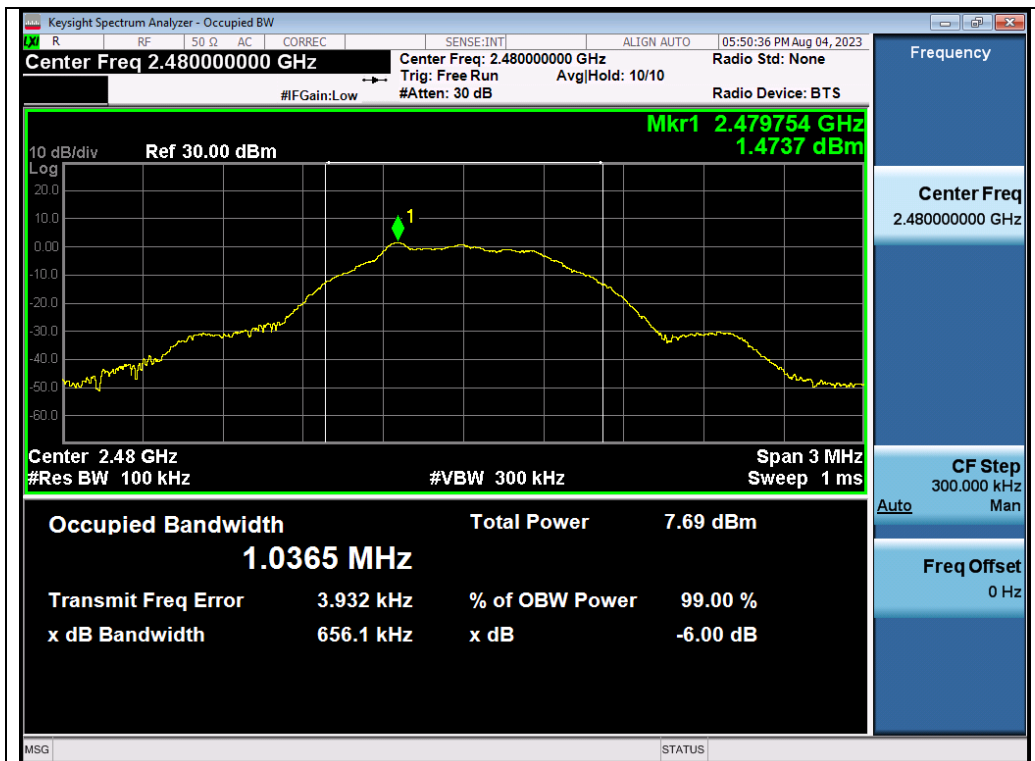 Keysight Spectrum Analyzer - Occupied BW
LXI R RF 50 Ω AC CORREC SENSE:INT ALIGN AUTO 05:50:36 PM Aug 04, 2023
Center Freq 2.480000000 GHz
#IFGain:Low
Center Freq: 2.480000000 GHz Radio Std: None
Trig: Free Run Avg|Hold: 10/10
#Atten: 30 dB Radio Device: BTS
Mkr1 2.479754 GHz
1.4737 dBm
10 dB/div Ref 30.00 dBm
Log
20.0
10.0
0.00
-10.0
-20.0
-30.0
-40.0
-50.0
-60.0
1
Center 2.48 GHz Span 3 MHz
#Res BW 100 kHz #VBW 300 kHz Sweep 1 ms
Occupied Bandwidth Total Power 7.69 dBm
1.0365 MHz
Transmit Freq Error 3.932 kHz % of OBW Power 99.00 %
x dB Bandwidth 656.1 kHz x dB -6.00 dB
MSG STATUS
Frequency
Center Freq
2.480000000 GHz
CF Step
300.000 kHz
Auto Man
Freq Offset
0 Hz